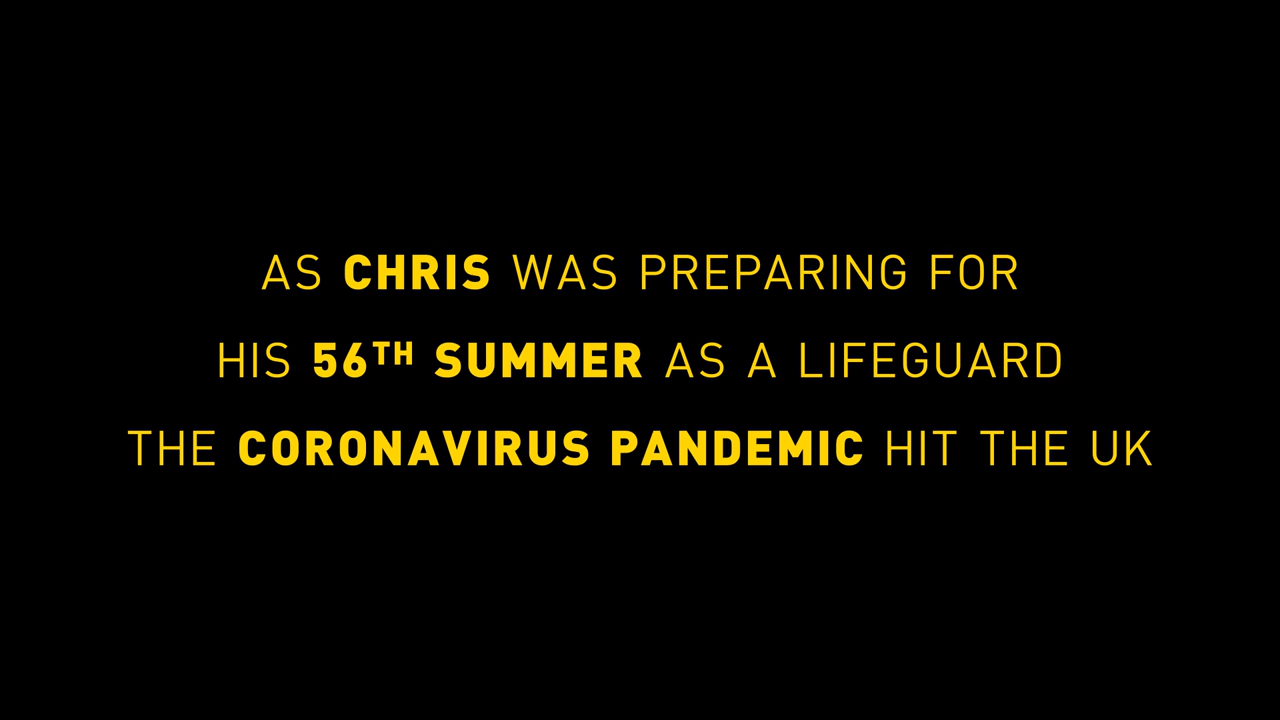 AS CHRIS WAS PREPARING FOR
HIS 56TH SUMMER AS A LIFEGUARD
THE CORONAVIRUS PANDEMIC HIT THE UK